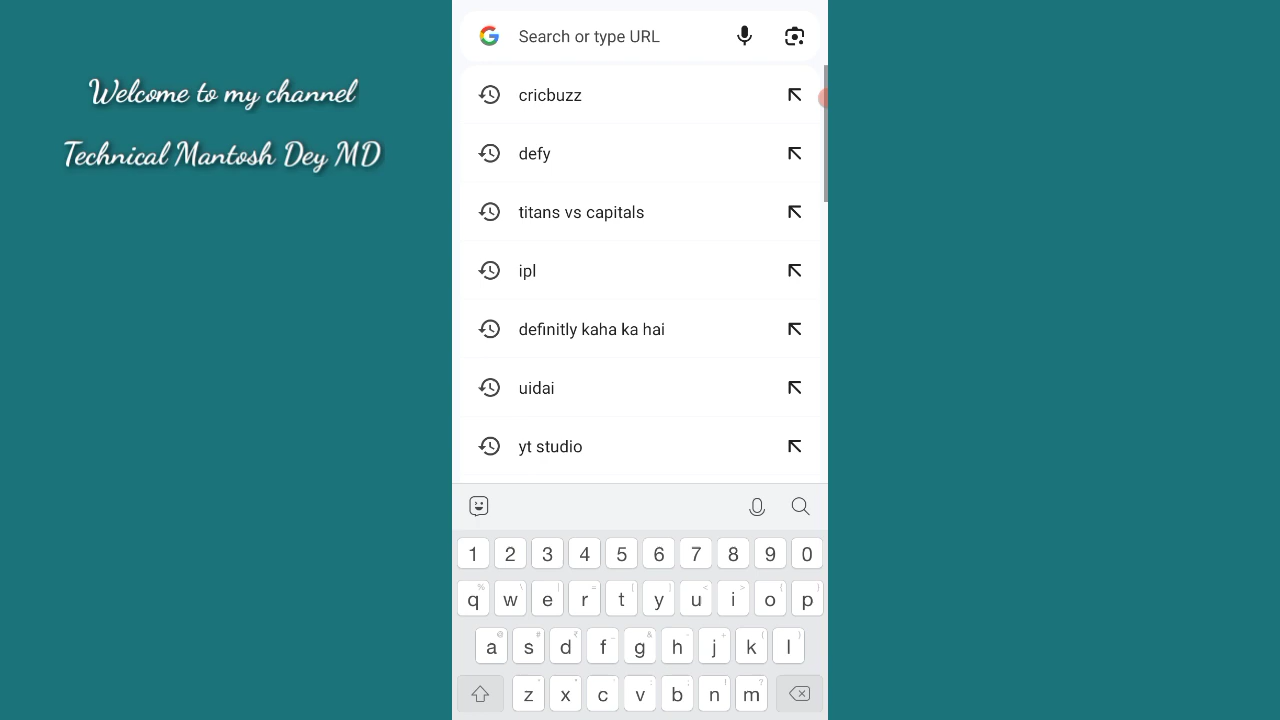 Welcome to my channel
Technical Mantosh Dey MD
Search or type URL
cricbuzz
defy
titans vs capitals
ipl
definitly kaha ka hai
uidai
yt studio
1 2 3 4 5 6 7 8 9 0
q w e r t y u i o p
a s d f g h j k l
z x c v b n m